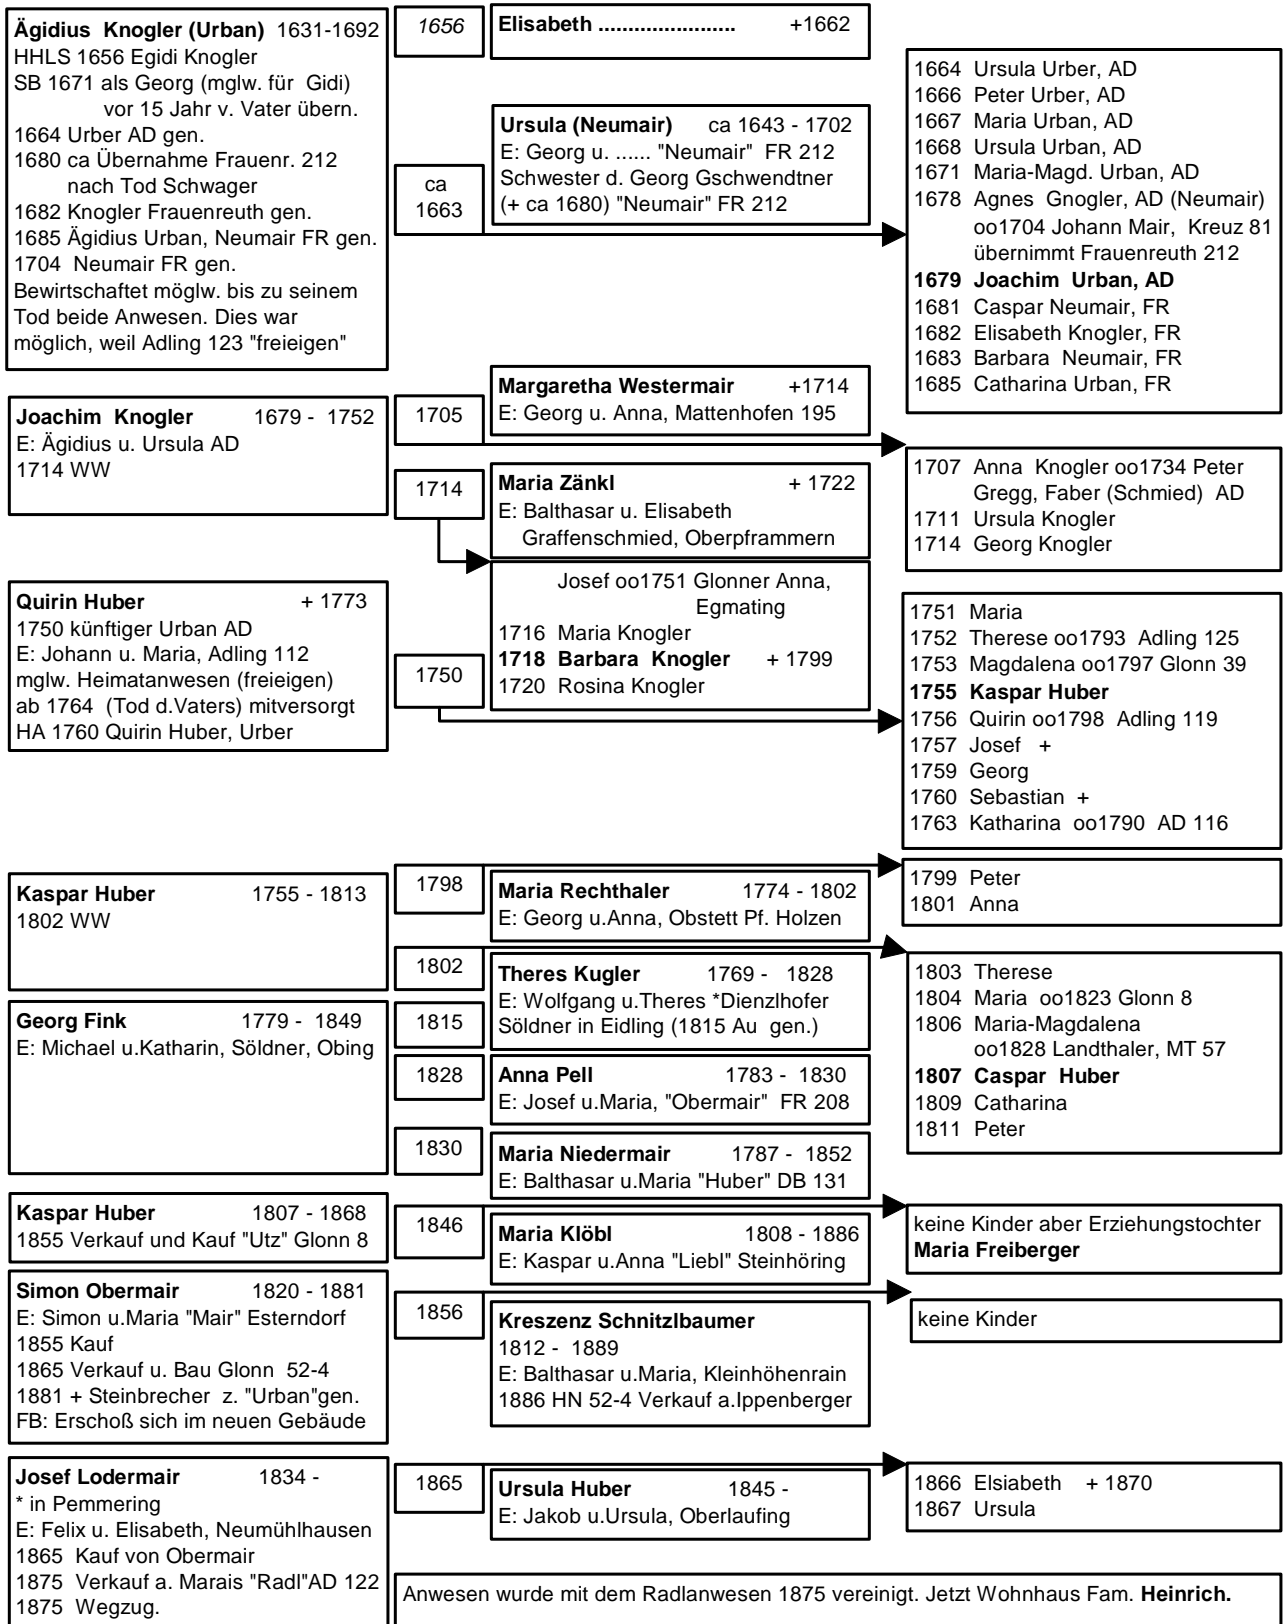 Ägidius Knogler (Urban) 1631-1692
HHLS 1656 Egidi Knogler
SB 1671 als Georg (mglw. für Gidi)
vor 15 Jahr v. Vater übern.
1664 Urber AD gen.
1680 ca Übernahme Frauenr. 212
nach Tod Schwager
1682 Knogler Frauenreuth gen.
1685 Ägidius Urban, Neumair FR gen.
1704 Neumair FR gen.
Bewirtschaftet möglw. bis zu seinem
Tod beide Anwesen. Dies war
möglich, weil Adling 123 "freieigen"
1656
Elisabeth ....................... +1662
ca
1663
Ursula (Neumair) ca 1643 - 1702
E: Georg u. ...... "Neumair" FR 212
Schwester d. Georg Gschwendtner
(+ ca 1680) "Neumair" FR 212
1664 Ursula Urber, AD
1666 Peter Urber, AD
1667 Maria Urban, AD
1668 Ursula Urban, AD
1671 Maria-Magd. Urban, AD
1678 Agnes Gnogler, AD (Neumair)
oo1704 Johann Mair, Kreuz 81
übernimmt Frauenreuth 212
1679 Joachim Urban, AD
1681 Caspar Neumair, FR
1682 Elisabeth Knogler, FR
1683 Barbara Neumair, FR
1685 Catharina Urban, FR
Joachim Knogler 1679 - 1752
E: Ägidius u. Ursula AD
1714 WW
1705
Margaretha Westermair +1714
E: Georg u. Anna, Mattenhofen 195
1707 Anna Knogler oo1734 Peter
Gregg, Faber (Schmied) AD
1711 Ursula Knogler
1714 Georg Knogler
1714
Maria Zänkl + 1722
E: Balthasar u. Elisabeth
Graffenschmied, Oberpframmern
Josef oo1751 Glonner Anna,
Egmating
1716 Maria Knogler
1718 Barbara Knogler + 1799
1720 Rosina Knogler
Quirin Huber + 1773
1750 künftiger Urban AD
E: Johann u. Maria, Adling 112
mglw. Heimatanwesen (freieigen)
ab 1764 (Tod d.Vaters) mitversorgt
HA 1760 Quirin Huber, Urber
1750
1751 Maria
1752 Therese oo1793 Adling 125
1753 Magdalena oo1797 Glonn 39
1755 Kaspar Huber
1756 Quirin oo1798 Adling 119
1757 Josef +
1759 Georg
1760 Sebastian +
1763 Katharina oo1790 AD 116
Kaspar Huber 1755 - 1813
1802 WW
1798
Maria Rechthaler 1774 - 1802
E: Georg u.Anna, Obstett Pf. Holzen
1799 Peter
1801 Anna
1802
Theres Kugler 1769 - 1828
E: Wolfgang u.Theres *Dienzlhofer
Söldner in Eidling (1815 Au gen.)
1803 Therese
1804 Maria oo1823 Glonn 8
1806 Maria-Magdalena
oo1828 Landthaler, MT 57
1807 Caspar Huber
1809 Catharina
1811 Peter
Georg Fink 1779 - 1849
E: Michael u.Katharin, Söldner, Obing
1815
1828
Anna Pell 1783 - 1830
E: Josef u.Maria, "Obermair" FR 208
1830
Maria Niedermair 1787 - 1852
E: Balthasar u.Maria "Huber" DB 131
Kaspar Huber 1807 - 1868
1855 Verkauf und Kauf "Utz" Glonn 8
1846
Maria Klöbl 1808 - 1886
E: Kaspar u.Anna "Liebl" Steinhöring
keine Kinder aber Erziehungstochter
Maria Freiberger
Simon Obermair 1820 - 1881
E: Simon u.Maria "Mair" Esterndorf
1855 Kauf
1865 Verkauf u. Bau Glonn 52-4
1881 + Steinbrecher z. "Urban"gen.
FB: Erschoß sich im neuen Gebäude
1856
Kreszenz Schnitzlbaumer
1812 - 1889
E: Balthasar u.Maria, Kleinhöhenrain
1886 HN 52-4 Verkauf a.Ippenberger
keine Kinder
Josef Lodermair 1834 -
* in Pemmering
E: Felix u. Elisabeth, Neumühlhausen
1865 Kauf von Obermair
1875 Verkauf a. Marais "Radl"AD 122
1875 Wegzug.
1865
Ursula Huber 1845 -
E: Jakob u.Ursula, Oberlaufing
1866 Elsiabeth + 1870
1867 Ursula
Anwesen wurde mit dem Radlanwesen 1875 vereinigt. Jetzt Wohnhaus Fam. Heinrich.